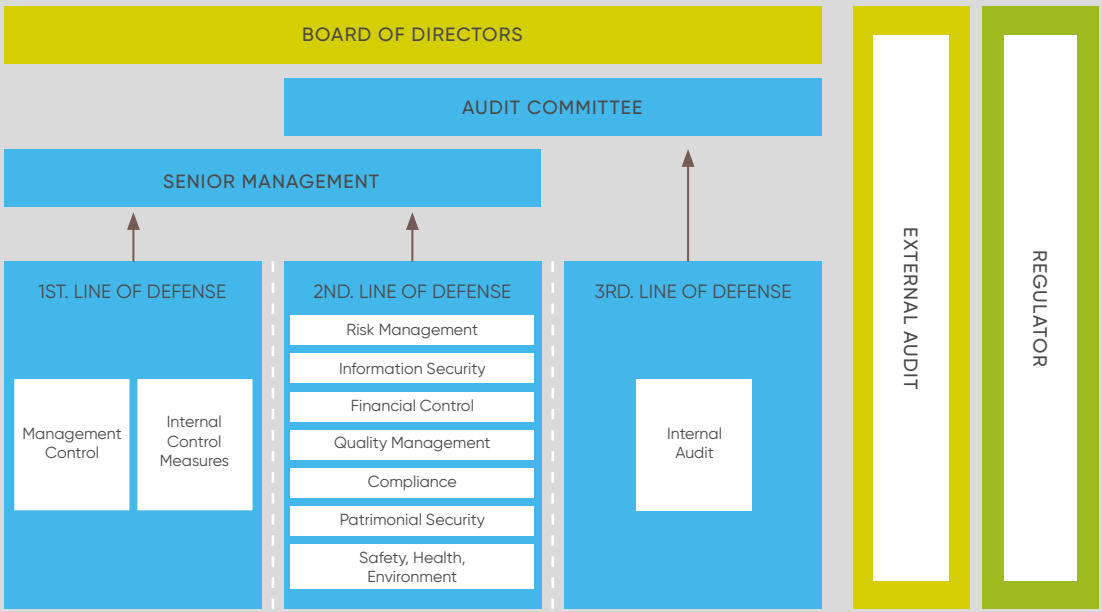 BOARD OF DIRECTORS
AUDIT COMMITTEE
SENIOR MANAGEMENT
1ST. LINE OF DEFENSE
Management
Control
Internal
Control
Measures
2ND. LINE OF DEFENSE
Risk Management
Information Security
Financial Control
Quality Management
Compliance
Patrimonial Security
Safety, Health,
Environment
3RD. LINE OF DEFENSE
Internal
Audit
EXTERNAL AUDIT
REGULATOR